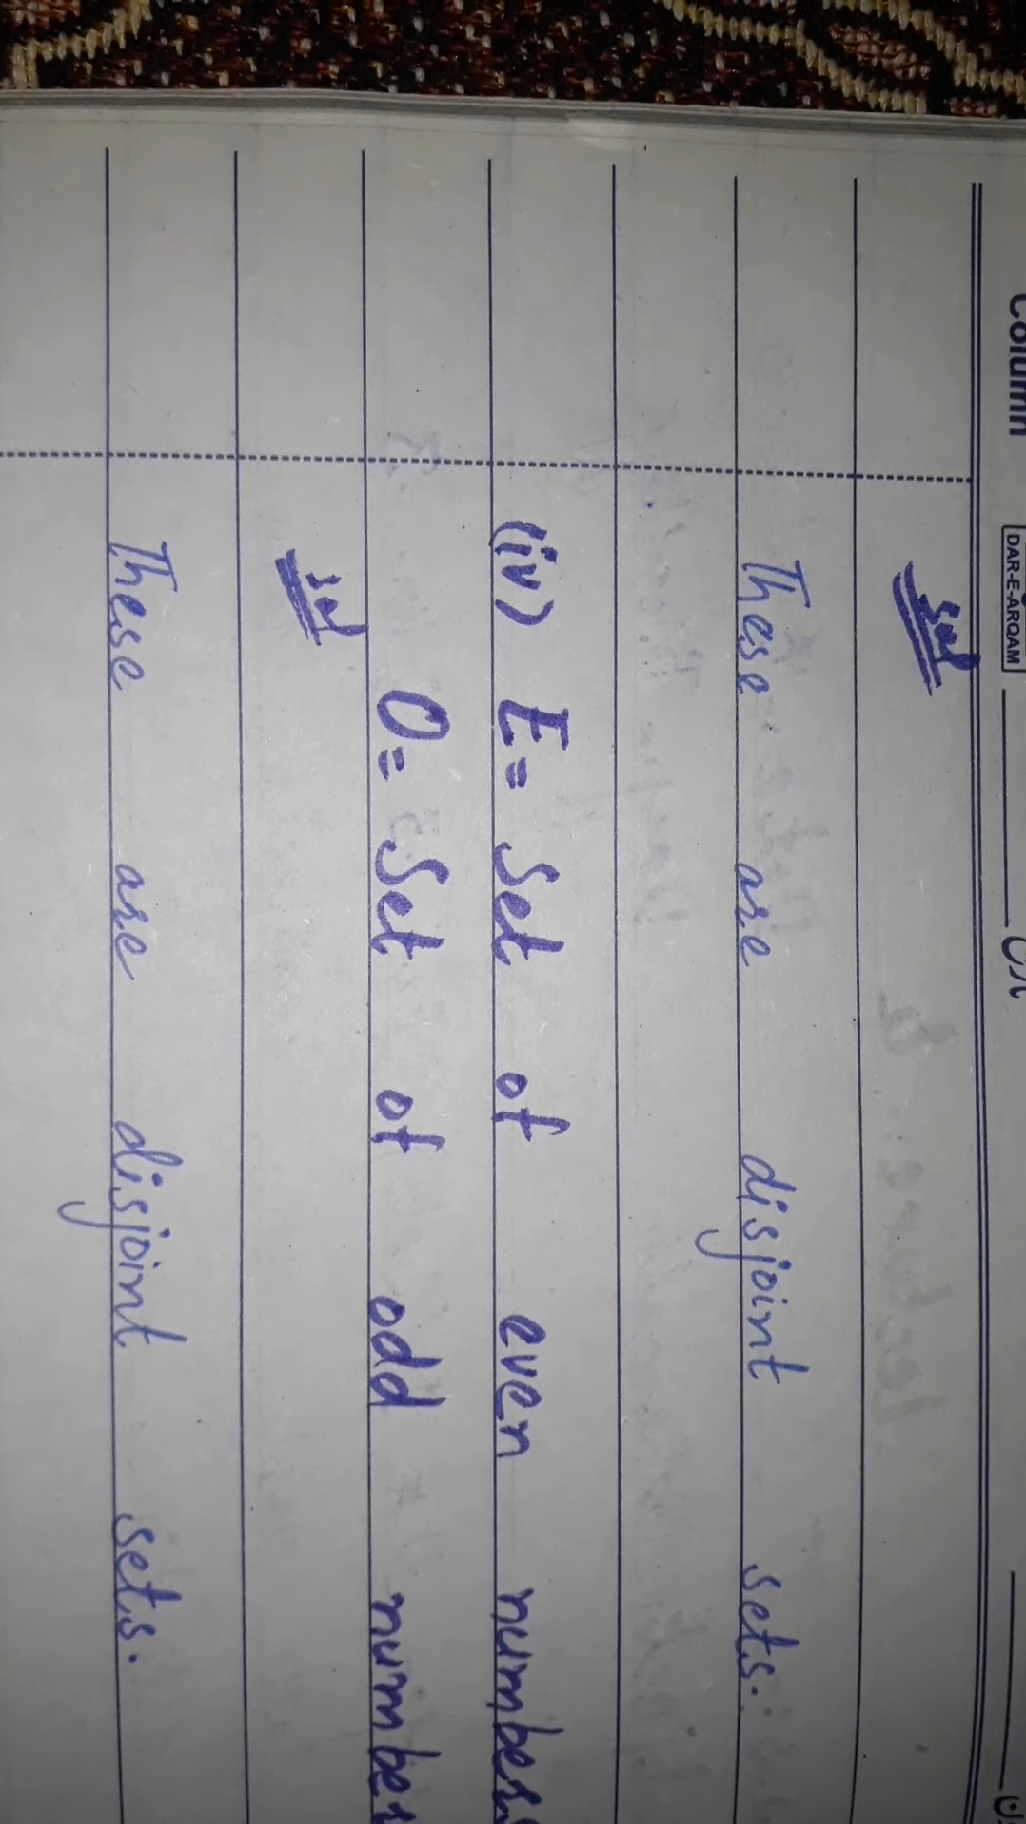 Column
DAR-E-ARQAM
Sol
These are disjoint sets.
(iv) E = Set of even numbers
O = Set of odd number
Sol
These are disjoint sets.